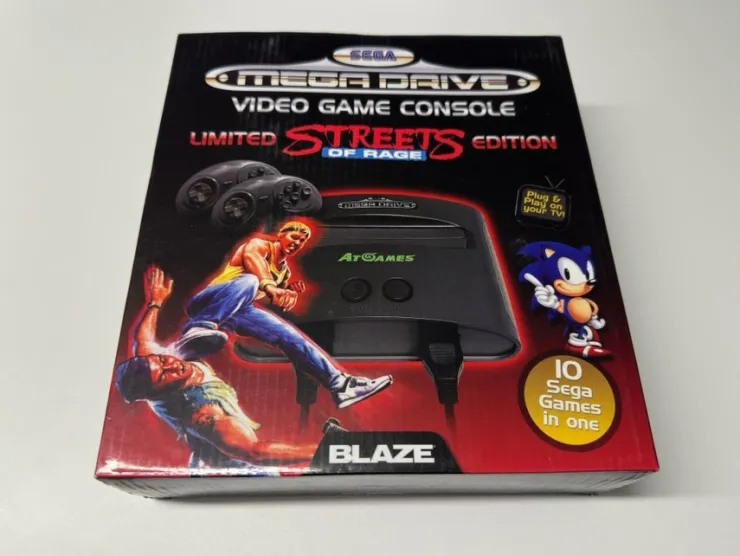 SEGA
MEGA DRIVE
VIDEO GAME CONSOLE
LIMITED STREETS OF RAGE EDITION
Plug &
Play on
your TV!
MEGA DRIVE
ATGAMES
10
Sega
Games
in one
BLAZE